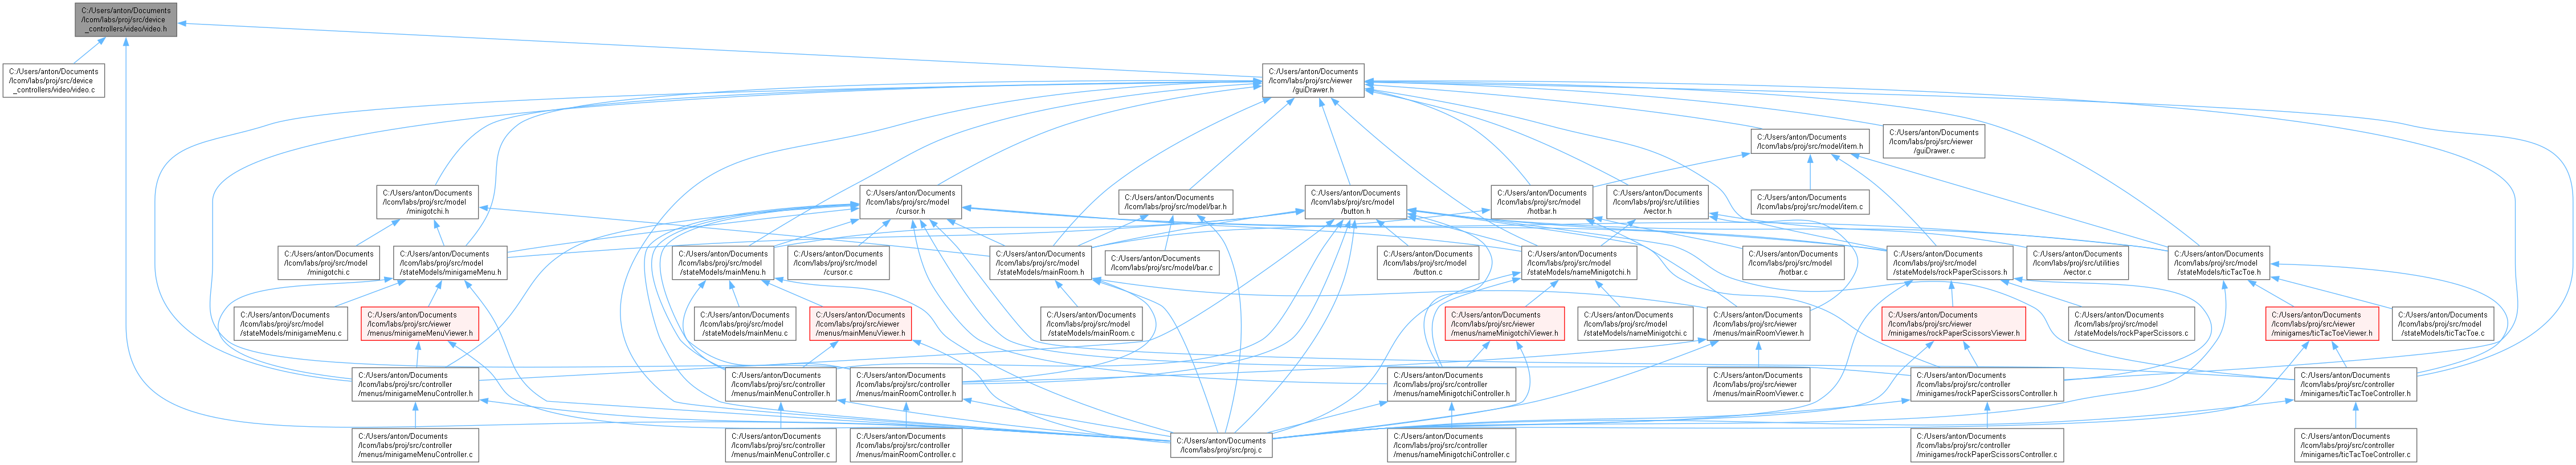 C:/Users/anton/Documents
/lcom/labs/proj/src/device
_controllers/video/video.h
C:/Users/anton/Documents
/lcom/labs/proj/src/device
_controllers/video/video.c
C:/Users/anton/Documents
/lcom/labs/proj/src/viewer
/guiDrawer.h
C:/Users/anton/Documents
/lcom/labs/proj/src/model/item.h
C:/Users/anton/Documents
/lcom/labs/proj/src/viewer
/guiDrawer.c
C:/Users/anton/Documents
/lcom/labs/proj/src/model
/minigotchi.h
C:/Users/anton/Documents
/lcom/labs/proj/src/model
/cursor.h
C:/Users/anton/Documents
/lcom/labs/proj/src/model/bar.h
C:/Users/anton/Documents
/lcom/labs/proj/src/model
/button.h
C:/Users/anton/Documents
/lcom/labs/proj/src/model
/hotbar.h
C:/Users/anton/Documents
/lcom/labs/proj/src/utilities
/vector.h
C:/Users/anton/Documents
/lcom/labs/proj/src/model/item.c
C:/Users/anton/Documents
/lcom/labs/proj/src/model
/minigotchi.c
C:/Users/anton/Documents
/lcom/labs/proj/src/model
/stateModels/minigameMenu.h
C:/Users/anton/Documents
/lcom/labs/proj/src/model
/stateModels/mainMenu.h
C:/Users/anton/Documents
/lcom/labs/proj/src/model
/cursor.c
C:/Users/anton/Documents
/lcom/labs/proj/src/model
/stateModels/mainRoom.h
C:/Users/anton/Documents
/lcom/labs/proj/src/model/bar.c
C:/Users/anton/Documents
/lcom/labs/proj/src/model
/button.c
C:/Users/anton/Documents
/lcom/labs/proj/src/model
/stateModels/nameMinigotchi.h
C:/Users/anton/Documents
/lcom/labs/proj/src/model
/hotbar.c
C:/Users/anton/Documents
/lcom/labs/proj/src/model
/stateModels/rockPaperScissors.h
C:/Users/anton/Documents
/lcom/labs/proj/src/utilities
/vector.c
C:/Users/anton/Documents
/lcom/labs/proj/src/model
/stateModels/ticTacToe.h
C:/Users/anton/Documents
/lcom/labs/proj/src/model
/stateModels/minigameMenu.c
C:/Users/anton/Documents
/lcom/labs/proj/src/viewer
/menus/minigameMenuViewer.h
C:/Users/anton/Documents
/lcom/labs/proj/src/model
/stateModels/mainMenu.c
C:/Users/anton/Documents
/lcom/labs/proj/src/viewer
/menus/mainMenuViewer.h
C:/Users/anton/Documents
/lcom/labs/proj/src/model
/stateModels/mainRoom.c
C:/Users/anton/Documents
/lcom/labs/proj/src/viewer
/menus/nameMinigotchiViewer.h
C:/Users/anton/Documents
/lcom/labs/proj/src/model
/stateModels/nameMinigotchi.c
C:/Users/anton/Documents
/lcom/labs/proj/src/viewer
/menus/mainRoomViewer.h
C:/Users/anton/Documents
/lcom/labs/proj/src/viewer
/minigames/rockPaperScissorsViewer.h
C:/Users/anton/Documents
/lcom/labs/proj/src/model
/stateModels/rockPaperScissors.c
C:/Users/anton/Documents
/lcom/labs/proj/src/viewer
/minigames/ticTacToeViewer.h
C:/Users/anton/Documents
/lcom/labs/proj/src/model
/stateModels/ticTacToe.c
C:/Users/anton/Documents
/lcom/labs/proj/src/controller
/menus/minigameMenuController.h
C:/Users/anton/Documents
/lcom/labs/proj/src/controller
/menus/mainMenuController.h
C:/Users/anton/Documents
/lcom/labs/proj/src/controller
/menus/mainRoomController.h
C:/Users/anton/Documents
/lcom/labs/proj/src/controller
/menus/nameMinigotchiController.h
C:/Users/anton/Documents
/lcom/labs/proj/src/viewer
/menus/mainRoomViewer.c
C:/Users/anton/Documents
/lcom/labs/proj/src/controller
/minigames/rockPaperScissorsController.h
C:/Users/anton/Documents
/lcom/labs/proj/src/controller
/minigames/ticTacToeController.h
C:/Users/anton/Documents
/lcom/labs/proj/src/controller
/menus/minigameMenuController.c
C:/Users/anton/Documents
/lcom/labs/proj/src/controller
/menus/mainMenuController.c
C:/Users/anton/Documents
/lcom/labs/proj/src/controller
/menus/mainRoomController.c
C:/Users/anton/Documents
/lcom/labs/proj/src/proj.c
C:/Users/anton/Documents
/lcom/labs/proj/src/controller
/menus/nameMinigotchiController.c
C:/Users/anton/Documents
/lcom/labs/proj/src/controller
/minigames/rockPaperScissorsController.c
C:/Users/anton/Documents
/lcom/labs/proj/src/controller
/minigames/ticTacToeController.c